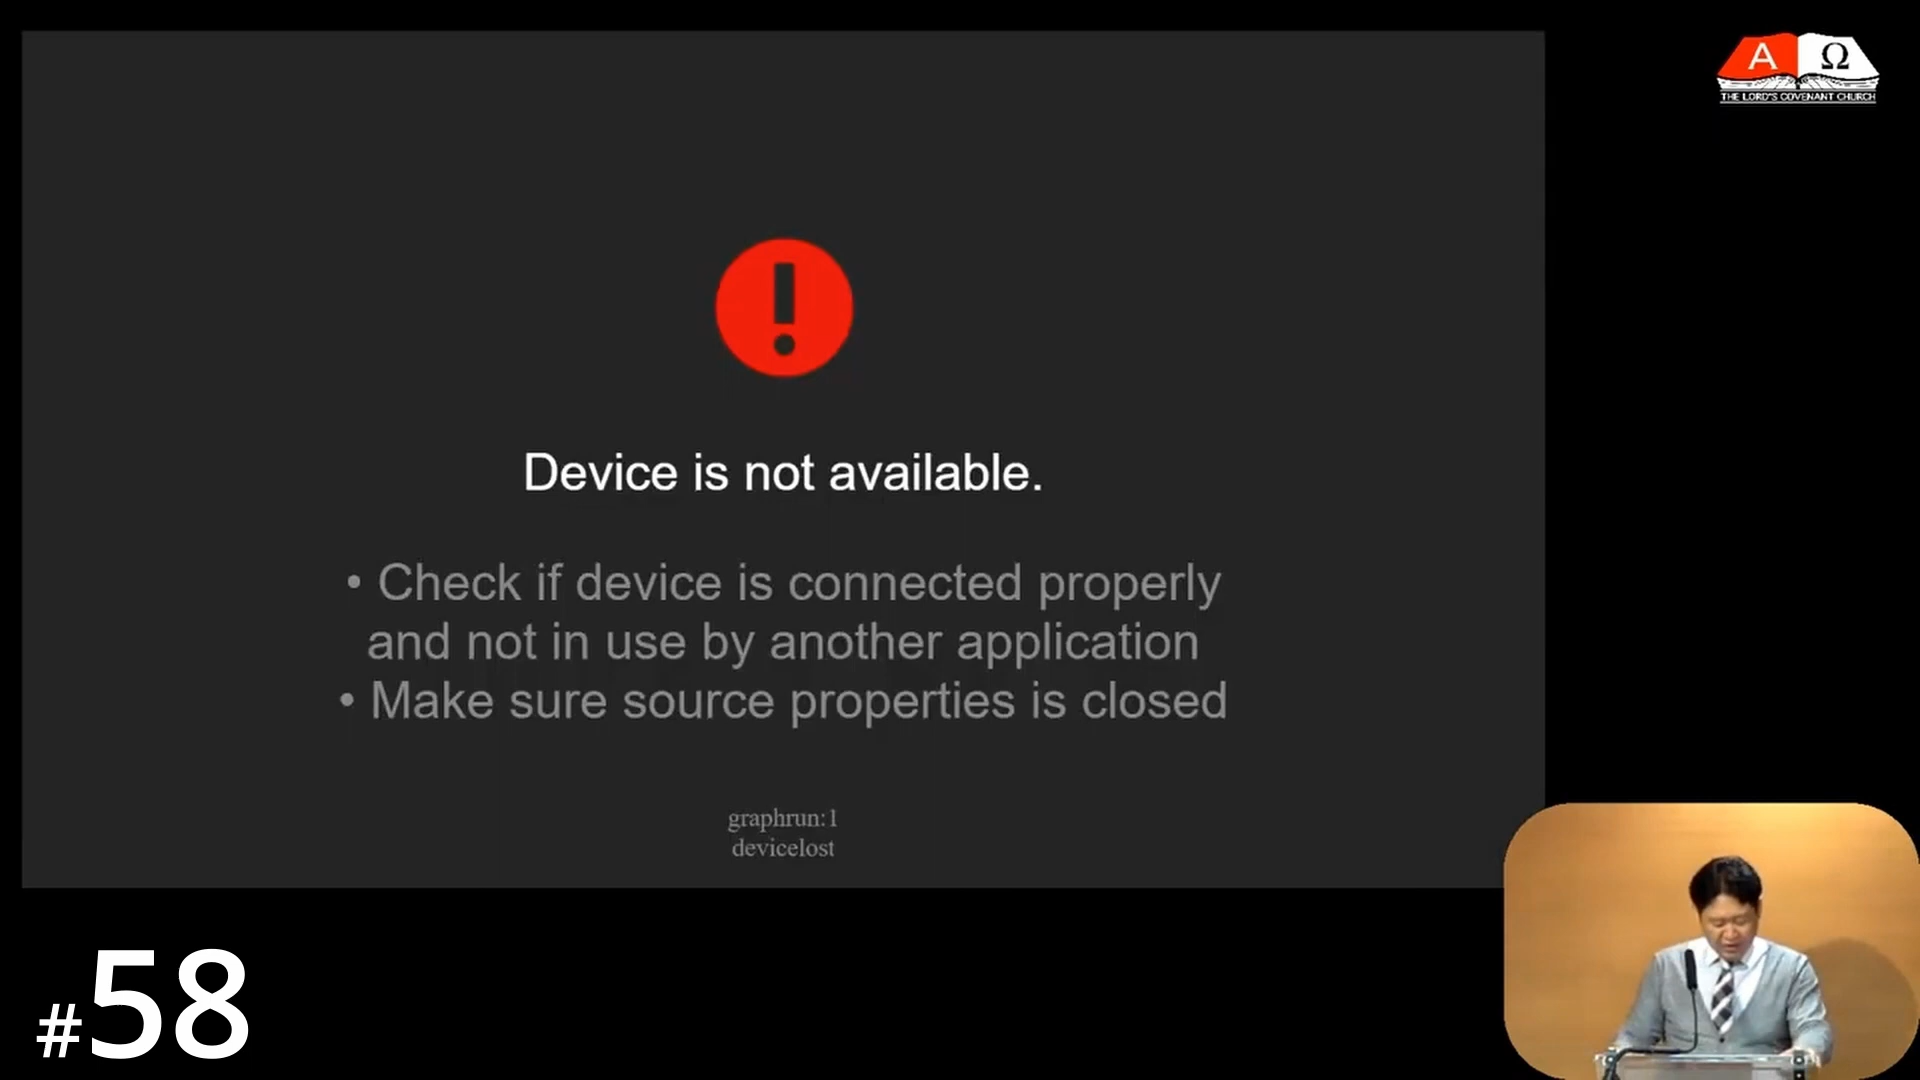 A Ω
THE LORD'S COVENANT CHURCH
Device is not available.
• Check if device is connected properly
and not in use by another application
• Make sure source properties is closed
graphrun:1
devicelost
#58